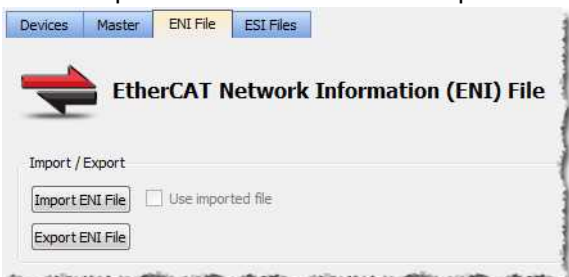 Devices Master ENI File ESI Files
EtherCAT Network Information (ENI) File
Import / Export
Import ENI File Use imported file
Export ENI File